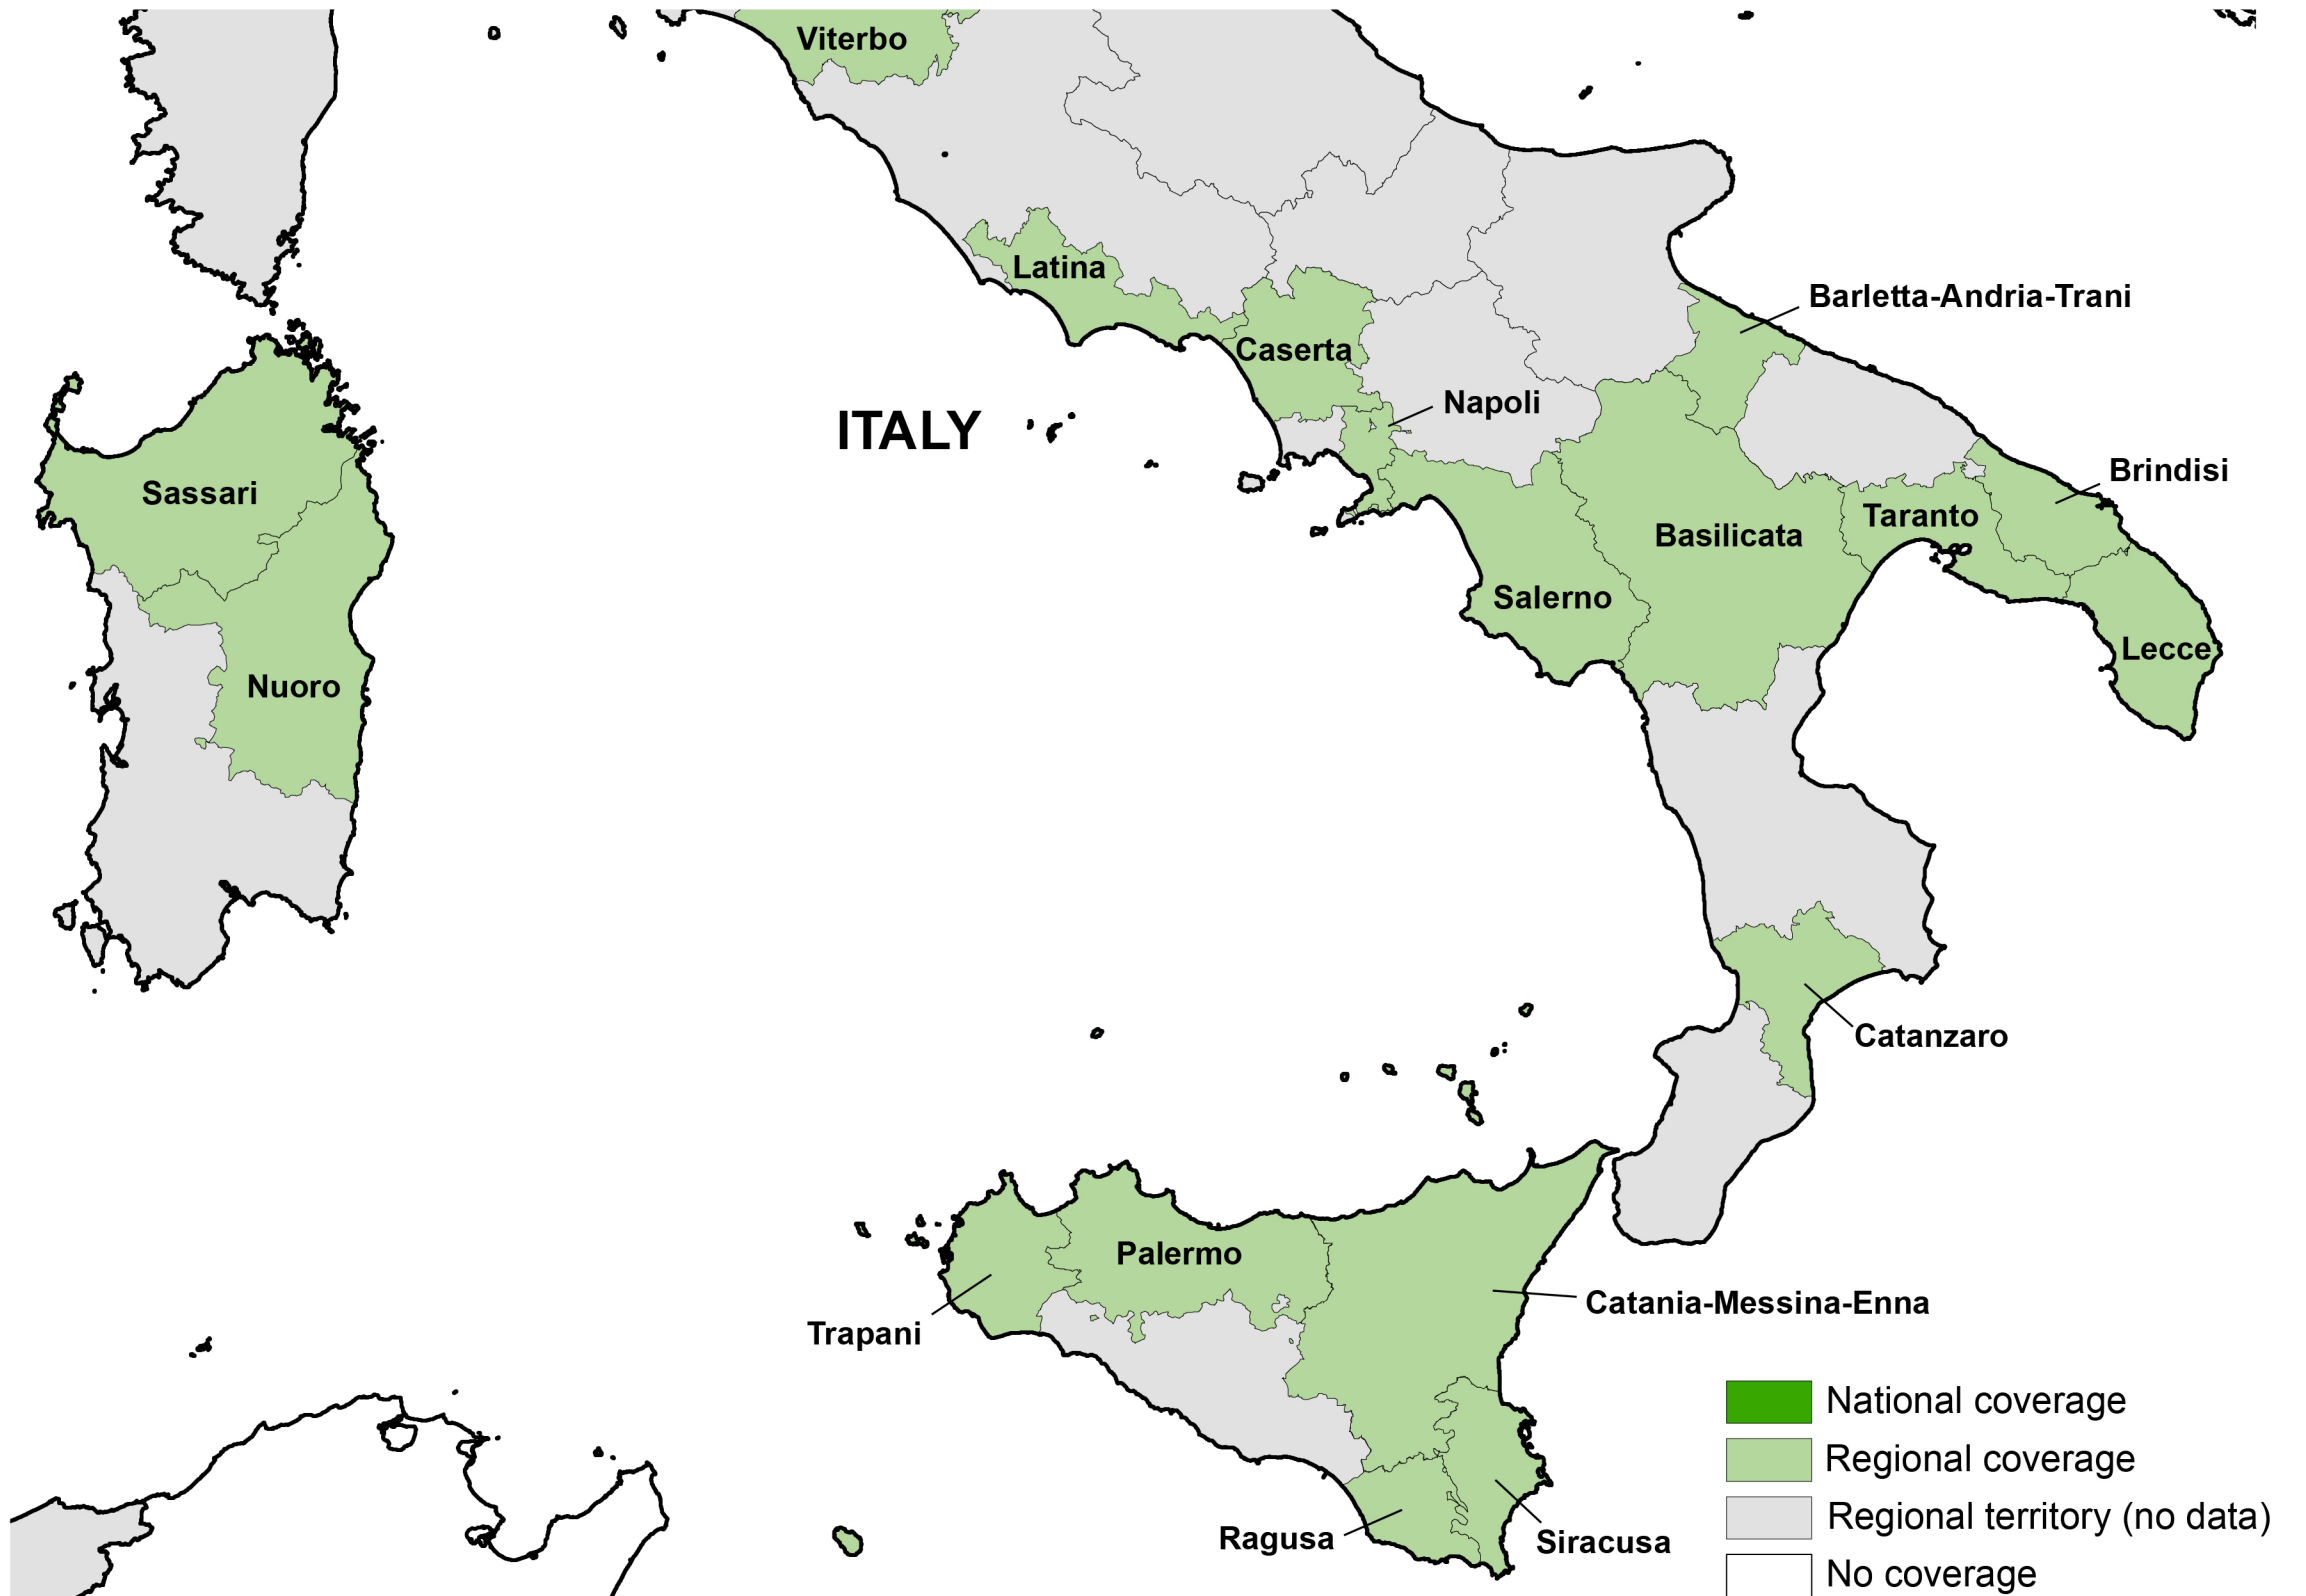 Viterbo
Latina
Barletta-Andria-Trani
Caserta
Napoli
ITALY
Brindisi
Sassari
Taranto
Basilicata
Salerno
Lecce
Nuoro
Catanzaro
Palermo
Catania-Messina-Enna
Trapani
Ragusa
Siracusa
National coverage
Regional coverage
Regional territory (no data)
No coverage